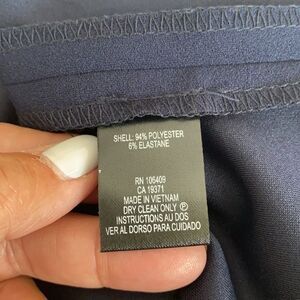 SHELL: 94% POLYESTER
6% ELASTANE
RN 106409
CA 19371
MADE IN VIETNAM
DRY CLEAN ONLY Ⓟ
INSTRUCTIONS AU DOS
VER AL DORSO PARA CUIDADO